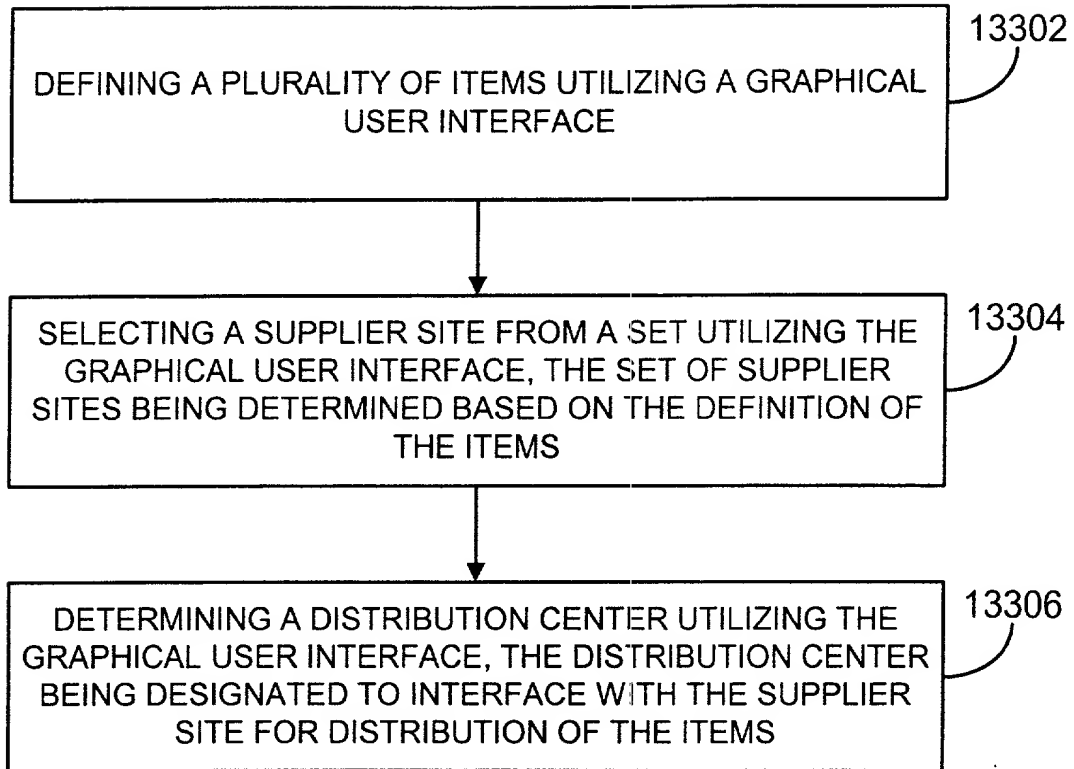 13302
DEFINING A PLURALITY OF ITEMS UTILIZING A GRAPHICAL
USER INTERFACE
13304
SELECTING A SUPPLIER SITE FROM A SET UTILIZING THE
GRAPHICAL USER INTERFACE, THE SET OF SUPPLIER
SITES BEING DETERMINED BASED ON THE DEFINITION OF
THE ITEMS
13306
DETERMINING A DISTRIBUTION CENTER UTILIZING THE
GRAPHICAL USER INTERFACE, THE DISTRIBUTION CENTER
BEING DESIGNATED TO INTERFACE WITH THE SUPPLIER
SITE FOR DISTRIBUTION OF THE ITEMS